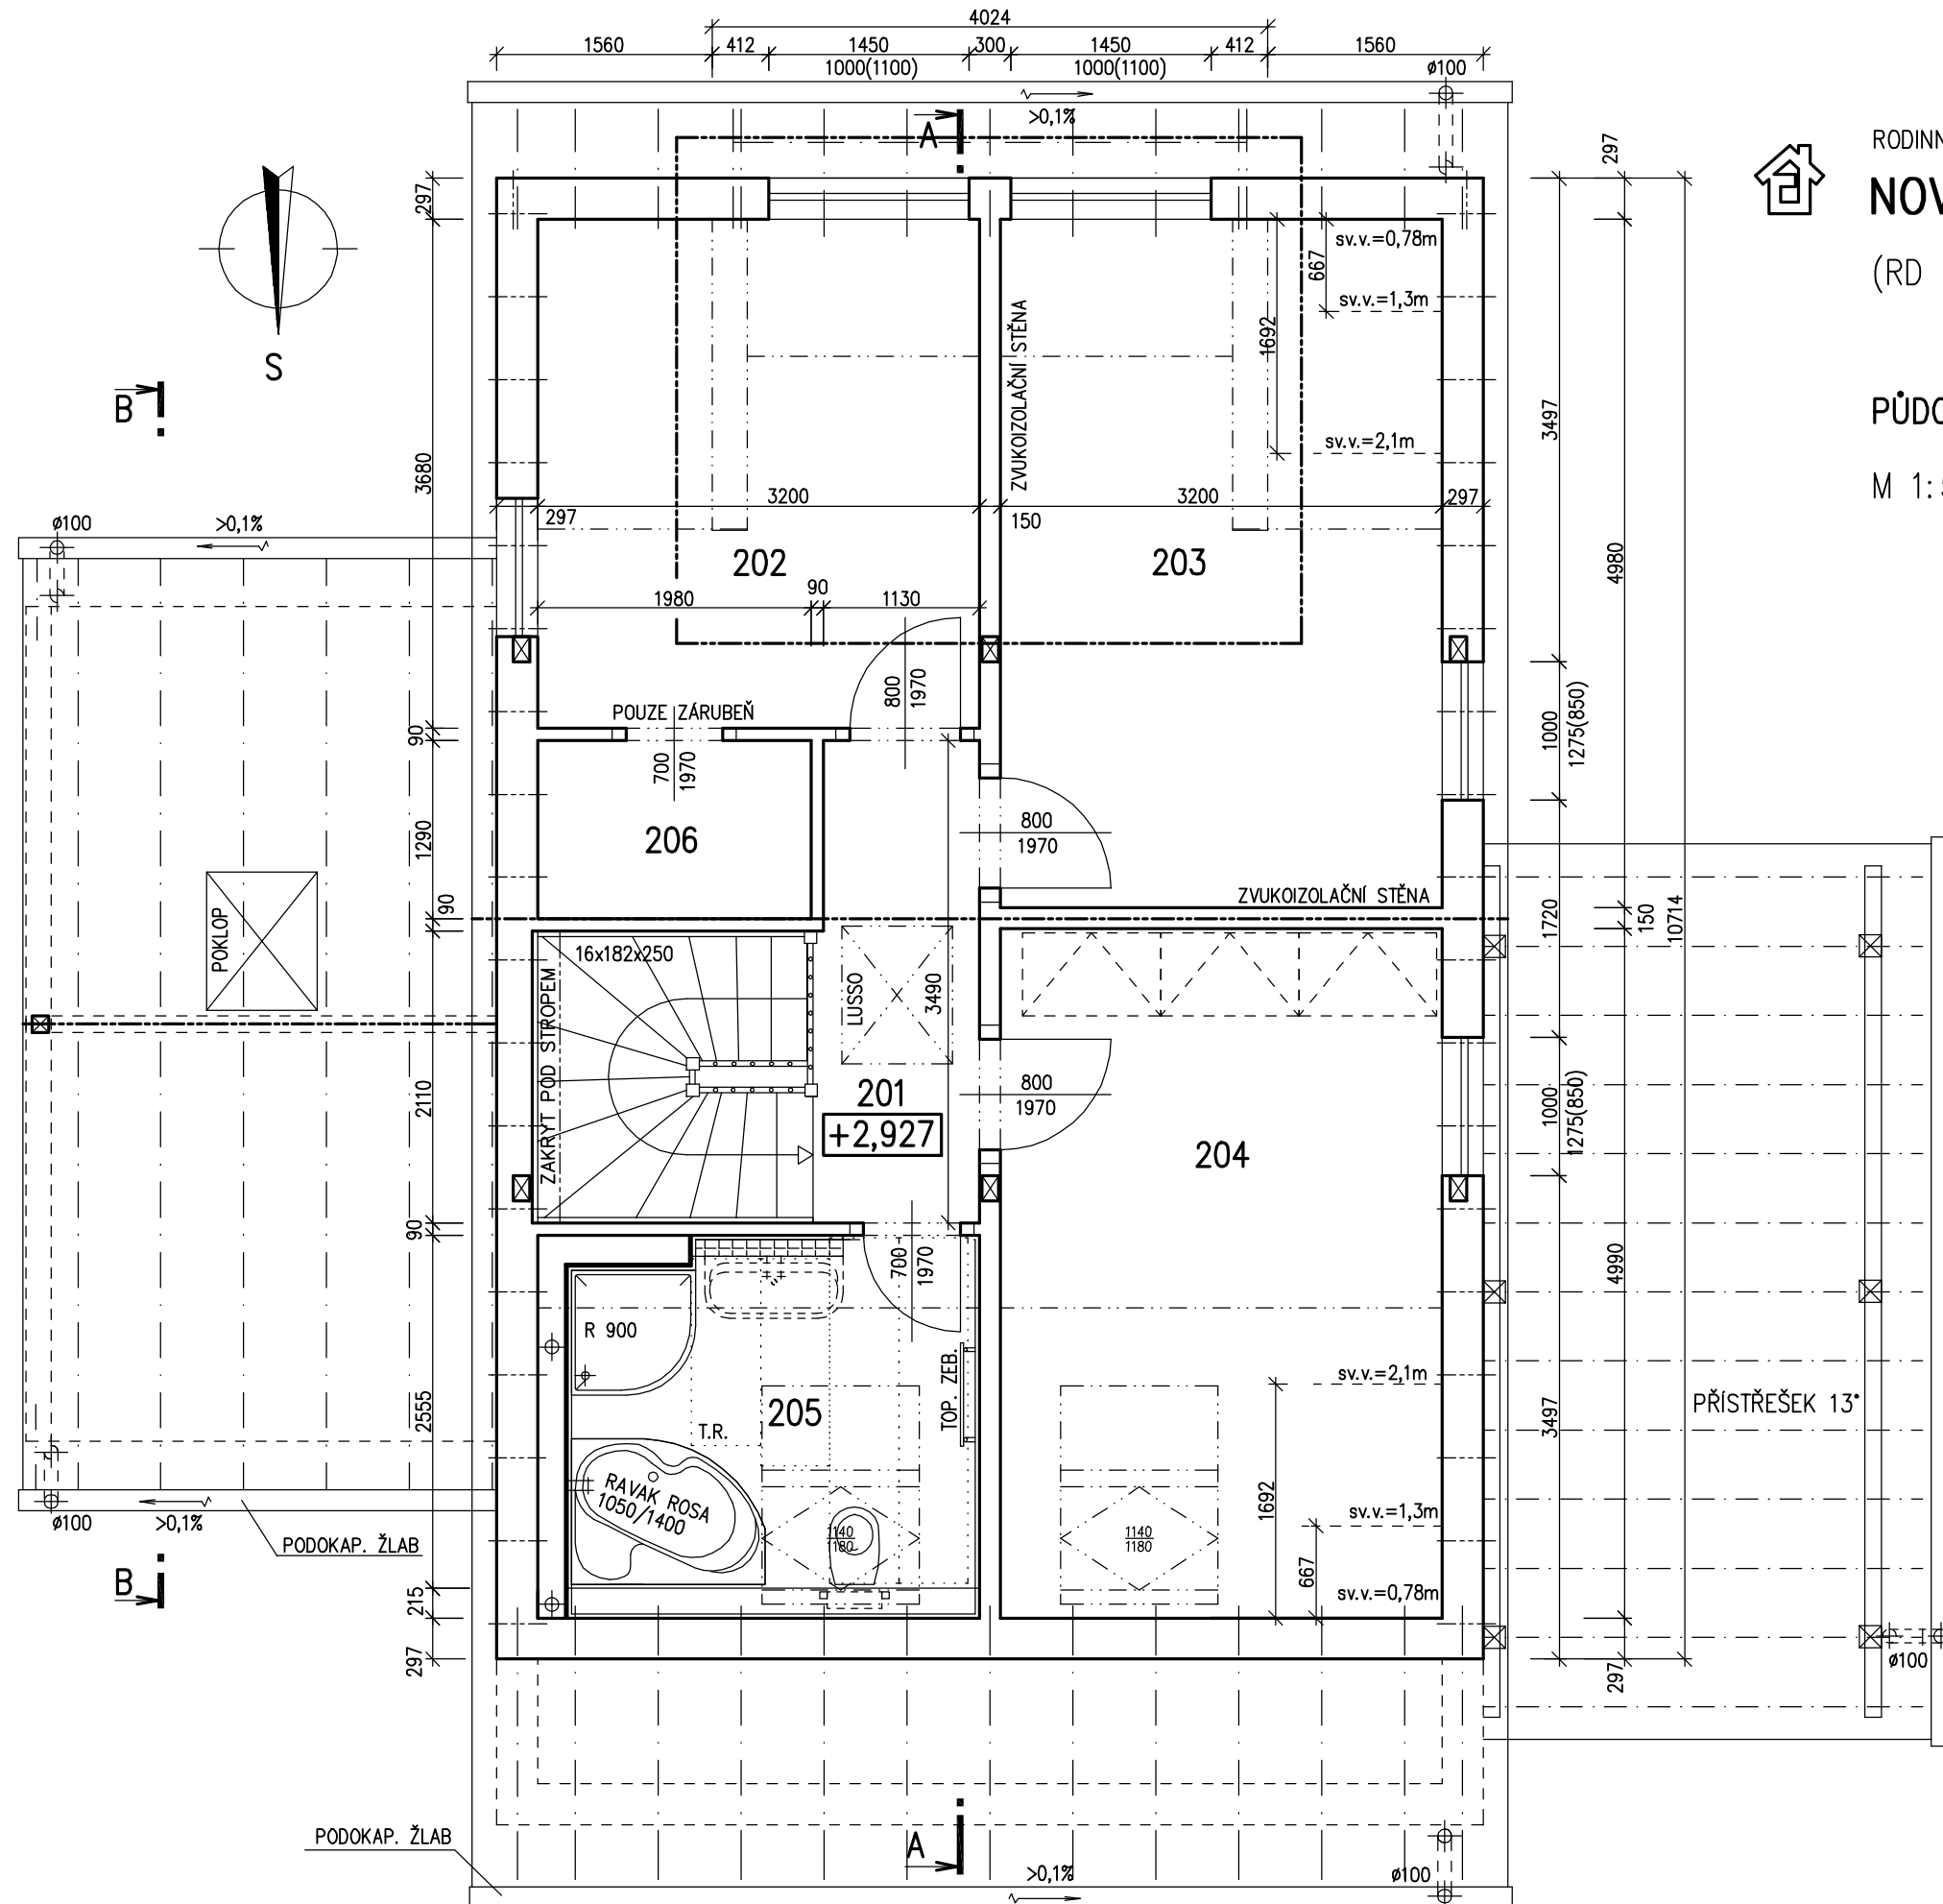 4024
1560
412
1450
300
1450
412
1560
1000(1100)
1000(1100)
ø100
>0,1%
A
297
297
S
B
RODINN
NOV
(RD
PŮDO
M 1:5
sv.v.=0,78m
667
sv.v.=1,3m
1692
sv.v.=2,1m
ZVUKOIZOLAČNÍ STĚNA
3680
3497
4980
10714
3200
3200
297
297
150
202
203
ø100
>0,1%
1980
90
1130
800
1970
POUZE ZÁRUBEŇ
700
1970
90
1000
1275(850)
206
1290
800
1970
ZVUKOIZOLAČNÍ STĚNA
90
1720
150
POKLOP
16x182x250
ZAKRÝT POD STROPEM
LUSSO
3490
2110
201
+2,927
800
1970
1000
1275(850)
204
90
700
1970
4990
R 900
TOP. ZEB.
205
T.R.
2555
sv.v.=2,1m
3497
PŘÍSTŘEŠEK 13°
RAVAK ROSA
1050/1400
1140
1180
1140
1180
1692
sv.v.=1,3m
667
sv.v.=0,78m
ø100
>0,1%
PODOKAP. ŽLAB
B
215
297
297
ø100
PODOKAP. ŽLAB
A
>0,1%
ø100